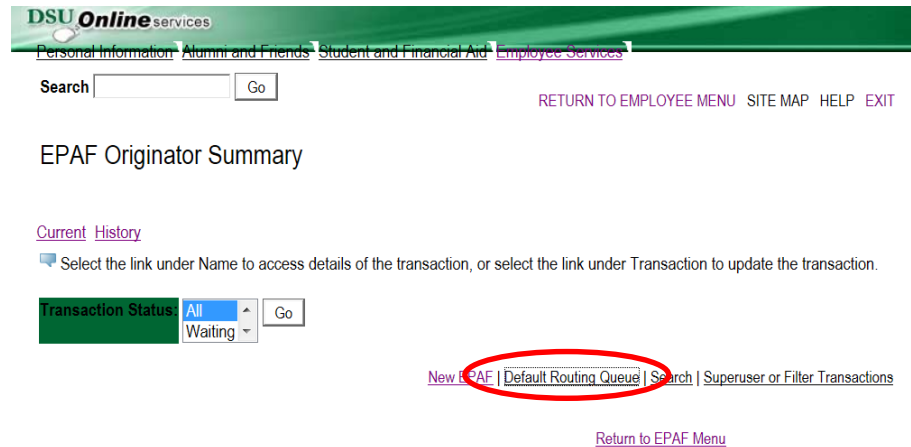 DSU Online services
Personal Information Alumni and Friends Student and Financial Aid Employee Services
Search Go
RETURN TO EMPLOYEE MENU SITE MAP HELP EXIT
EPAF Originator Summary
Current History
Select the link under Name to access details of the transaction, or select the link under Transaction to update the transaction.
Transaction Status: All Go
Waiting
New EPAF | Default Routing Queue | Search | Superuser or Filter Transactions
Return to EPAF Menu